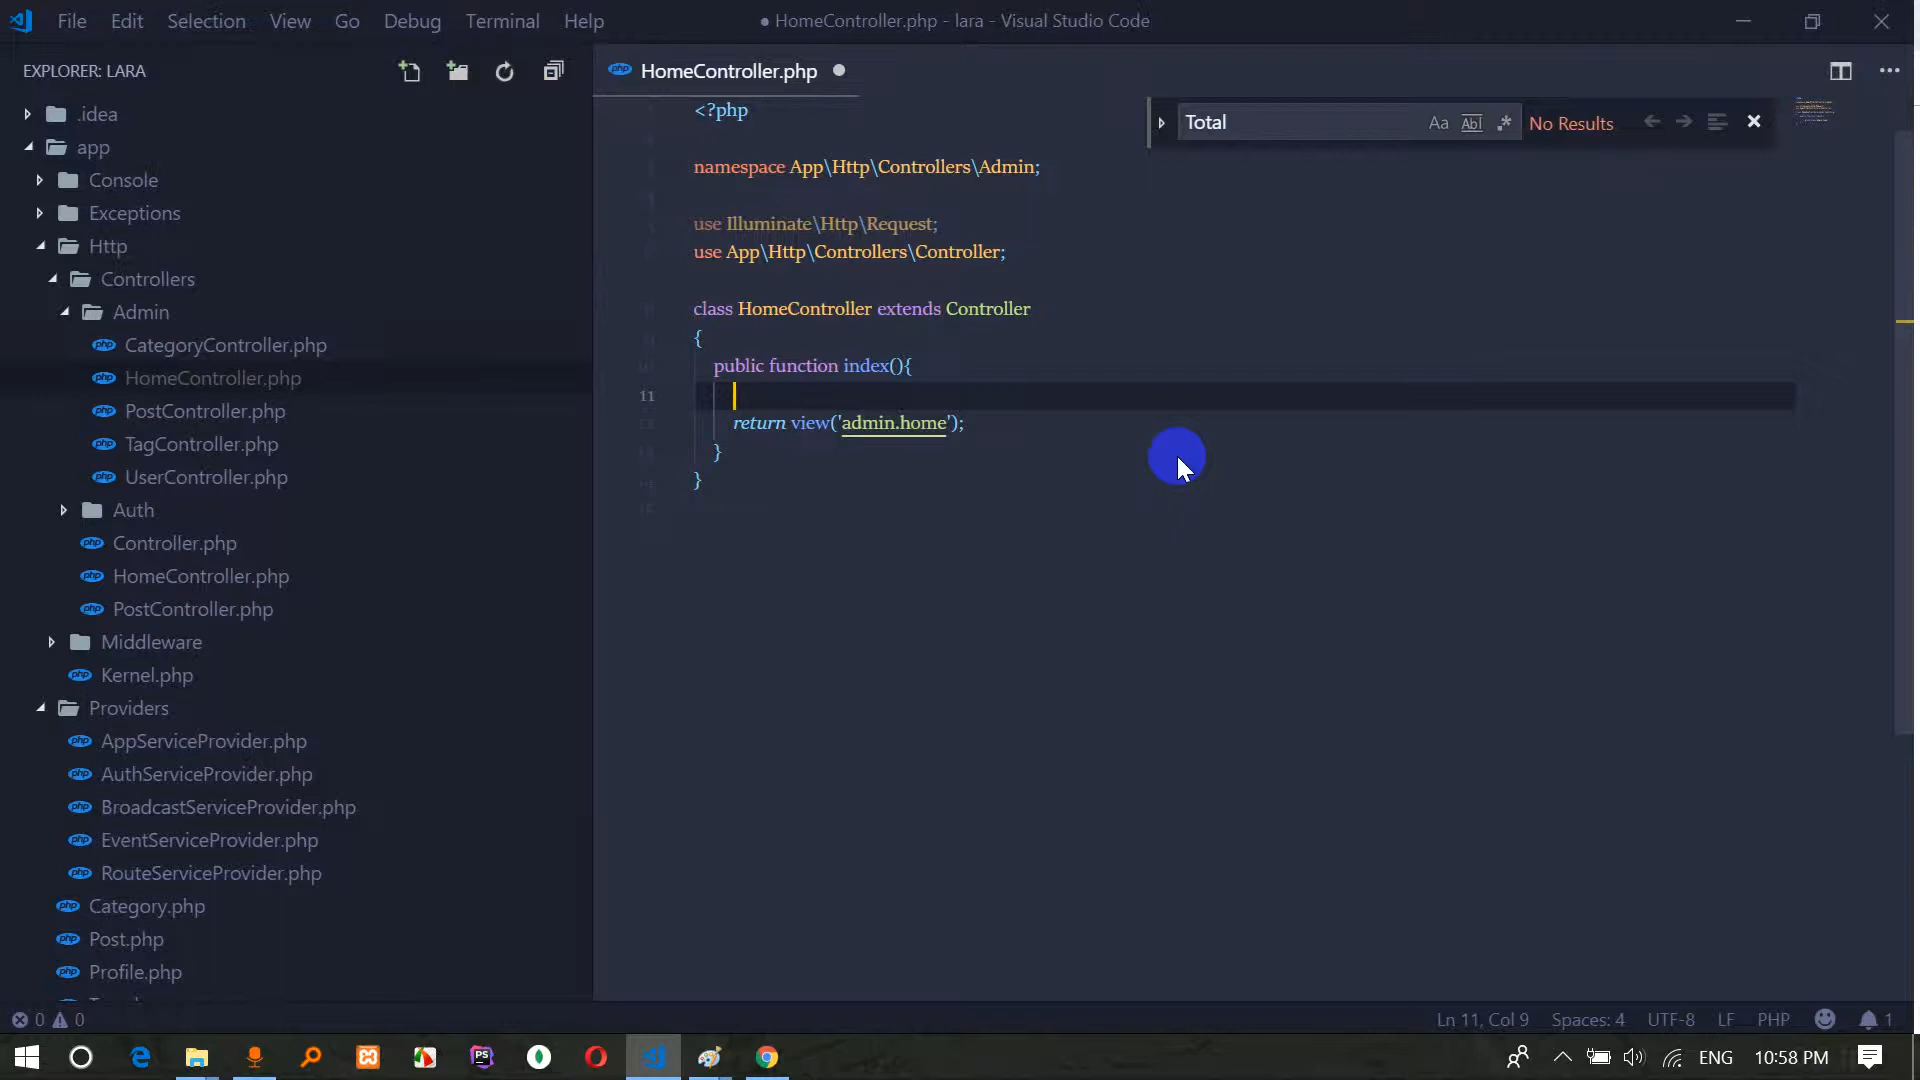 File Edit Selection View Go Debug Terminal Help
● HomeController.php - lara - Visual Studio Code
EXPLORER: LARA
.idea
app
Console
Exceptions
Http
Controllers
Admin
CategoryController.php
HomeController.php
PostController.php
TagController.php
UserController.php
Auth
Controller.php
HomeController.php
PostController.php
Middleware
Kernel.php
Providers
AppServiceProvider.php
AuthServiceProvider.php
BroadcastServiceProvider.php
EventServiceProvider.php
RouteServiceProvider.php
Category.php
Post.php
Profile.php
php HomeController.php
Total Aa Abl .* No Results
<?php
namespace App\Http\Controllers\Admin;
use Illuminate\Http\Request;
use App\Http\Controllers\Controller;
class HomeController extends Controller
{
public function index(){
11
return view('admin.home');
}
}
0 0
Ln 11, Col 9 Spaces: 4 UTF-8 LF PHP 1
PS
ENG 10:58 PM